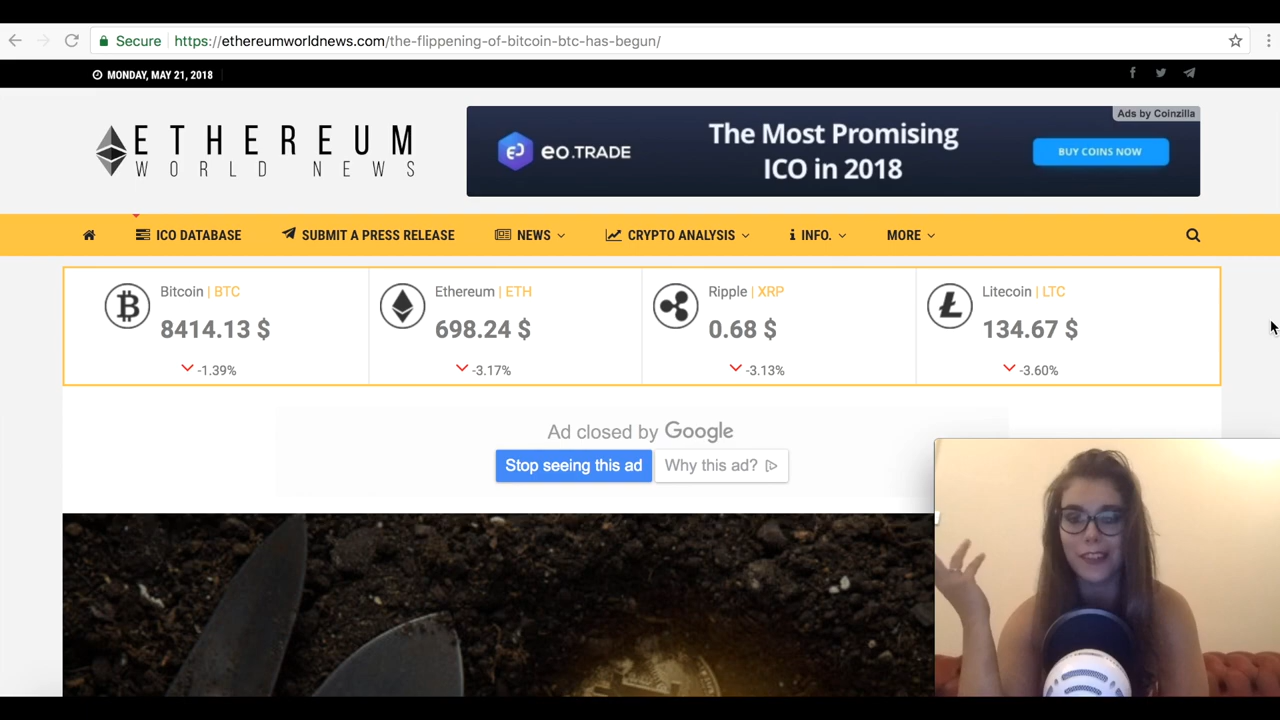 Secure
https://ethereumworldnews.com/the-flippening-of-bitcoin-btc-has-begun/
MONDAY, MAY 21, 2018
ETHEREUM
WORLD NEWS
Ads by Coinzilla
EO.TRADE
The Most Promising
ICO in 2018
BUY COINS NOW
ICO DATABASE
SUBMIT A PRESS RELEASE
NEWS
CRYPTO ANALYSIS
INFO.
MORE
Bitcoin | BTC
8414.13 $
-1.39%
Ethereum | ETH
698.24 $
-3.17%
Ripple | XRP
0.68 $
-3.13%
Litecoin | LTC
134.67 $
-3.60%
Ad closed by Google
Stop seeing this ad
Why this ad?